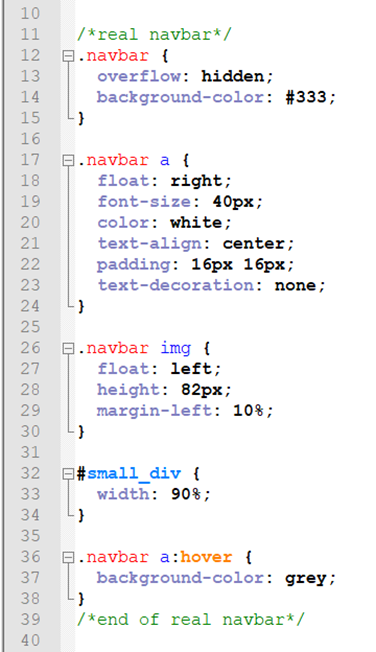 10
11 /*real navbar*/
12 .navbar {
13 overflow: hidden;
14 background-color: #333;
15 }
16
17 .navbar a {
18 float: right;
19 font-size: 40px;
20 color: white;
21 text-align: center;
22 padding: 16px 16px;
23 text-decoration: none;
24 }
25
26 .navbar img {
27 float: left;
28 height: 82px;
29 margin-left: 10%;
30 }
31
32 #small_div {
33 width: 90%;
34 }
35
36 .navbar a:hover {
37 background-color: grey;
38 }
39 /*end of real navbar*/
40